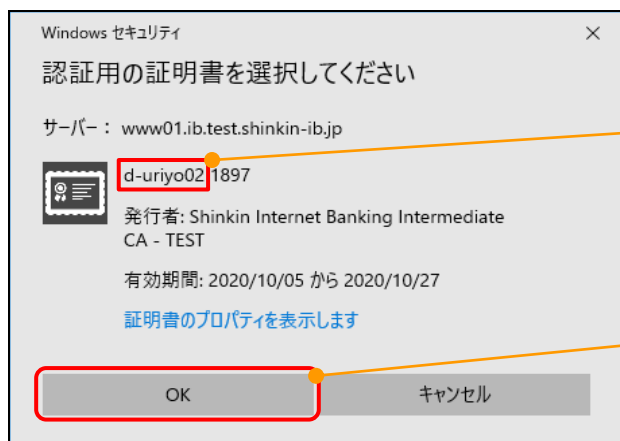 Windows セキュリティ
認証用の証明書を選択してください
サーバー： www01.ib.test.shinkin-ib.jp
d-uriyo02 1897
発行者: Shinkin Internet Banking Intermediate
CA - TEST
有効期間: 2020/10/05 から 2020/10/27
証明書のプロパティを表示します
OK
キャンセル